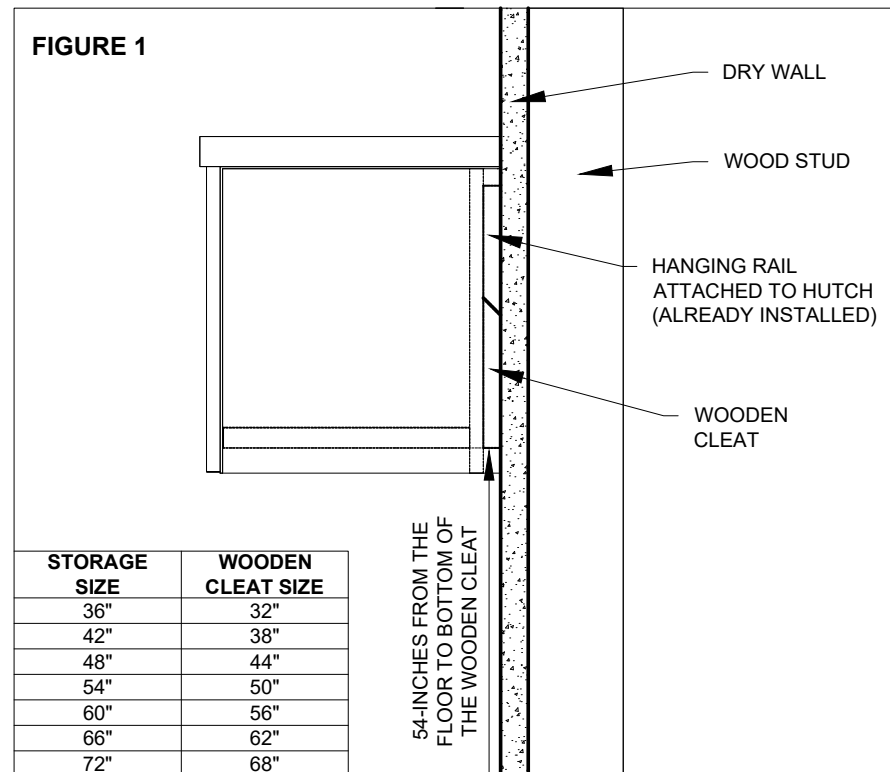 FIGURE 1
DRY WALL
WOOD STUD
HANGING RAIL
ATTACHED TO HUTCH
(ALREADY INSTALLED)
WOODEN
CLEAT
54-INCHES FROM THE
FLOOR TO BOTTOM OF
THE WOODEN CLEAT
STORAGE SIZE WOODEN CLEAT SIZE
36" 32"
42" 38"
48" 44"
54" 50"
60" 56"
66" 62"
72" 68"